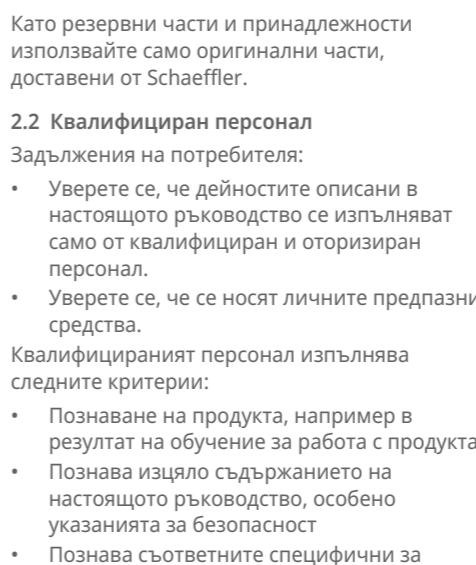 Като резервни части и принадлежности
използвайте само оригинални части,
доставени от Schaeffler.
2.2 Квалифициран персонал
Задължения на потребителя:
• Уверете се, че дейностите описани в
настоящото ръководство се изпълняват
само от квалифициран и оторизиран
персонал.
• Уверете се, че се носят личните предпазни
средства.
Квалифицираният персонал изпълнява
следните критерии:
• Познаване на продукта, например в
резултат на обучение за работа с продукта
• Познава изцяло съдържанието на
настоящото ръководство, особено
указанията за безопасност
• Познава съответните специфични за